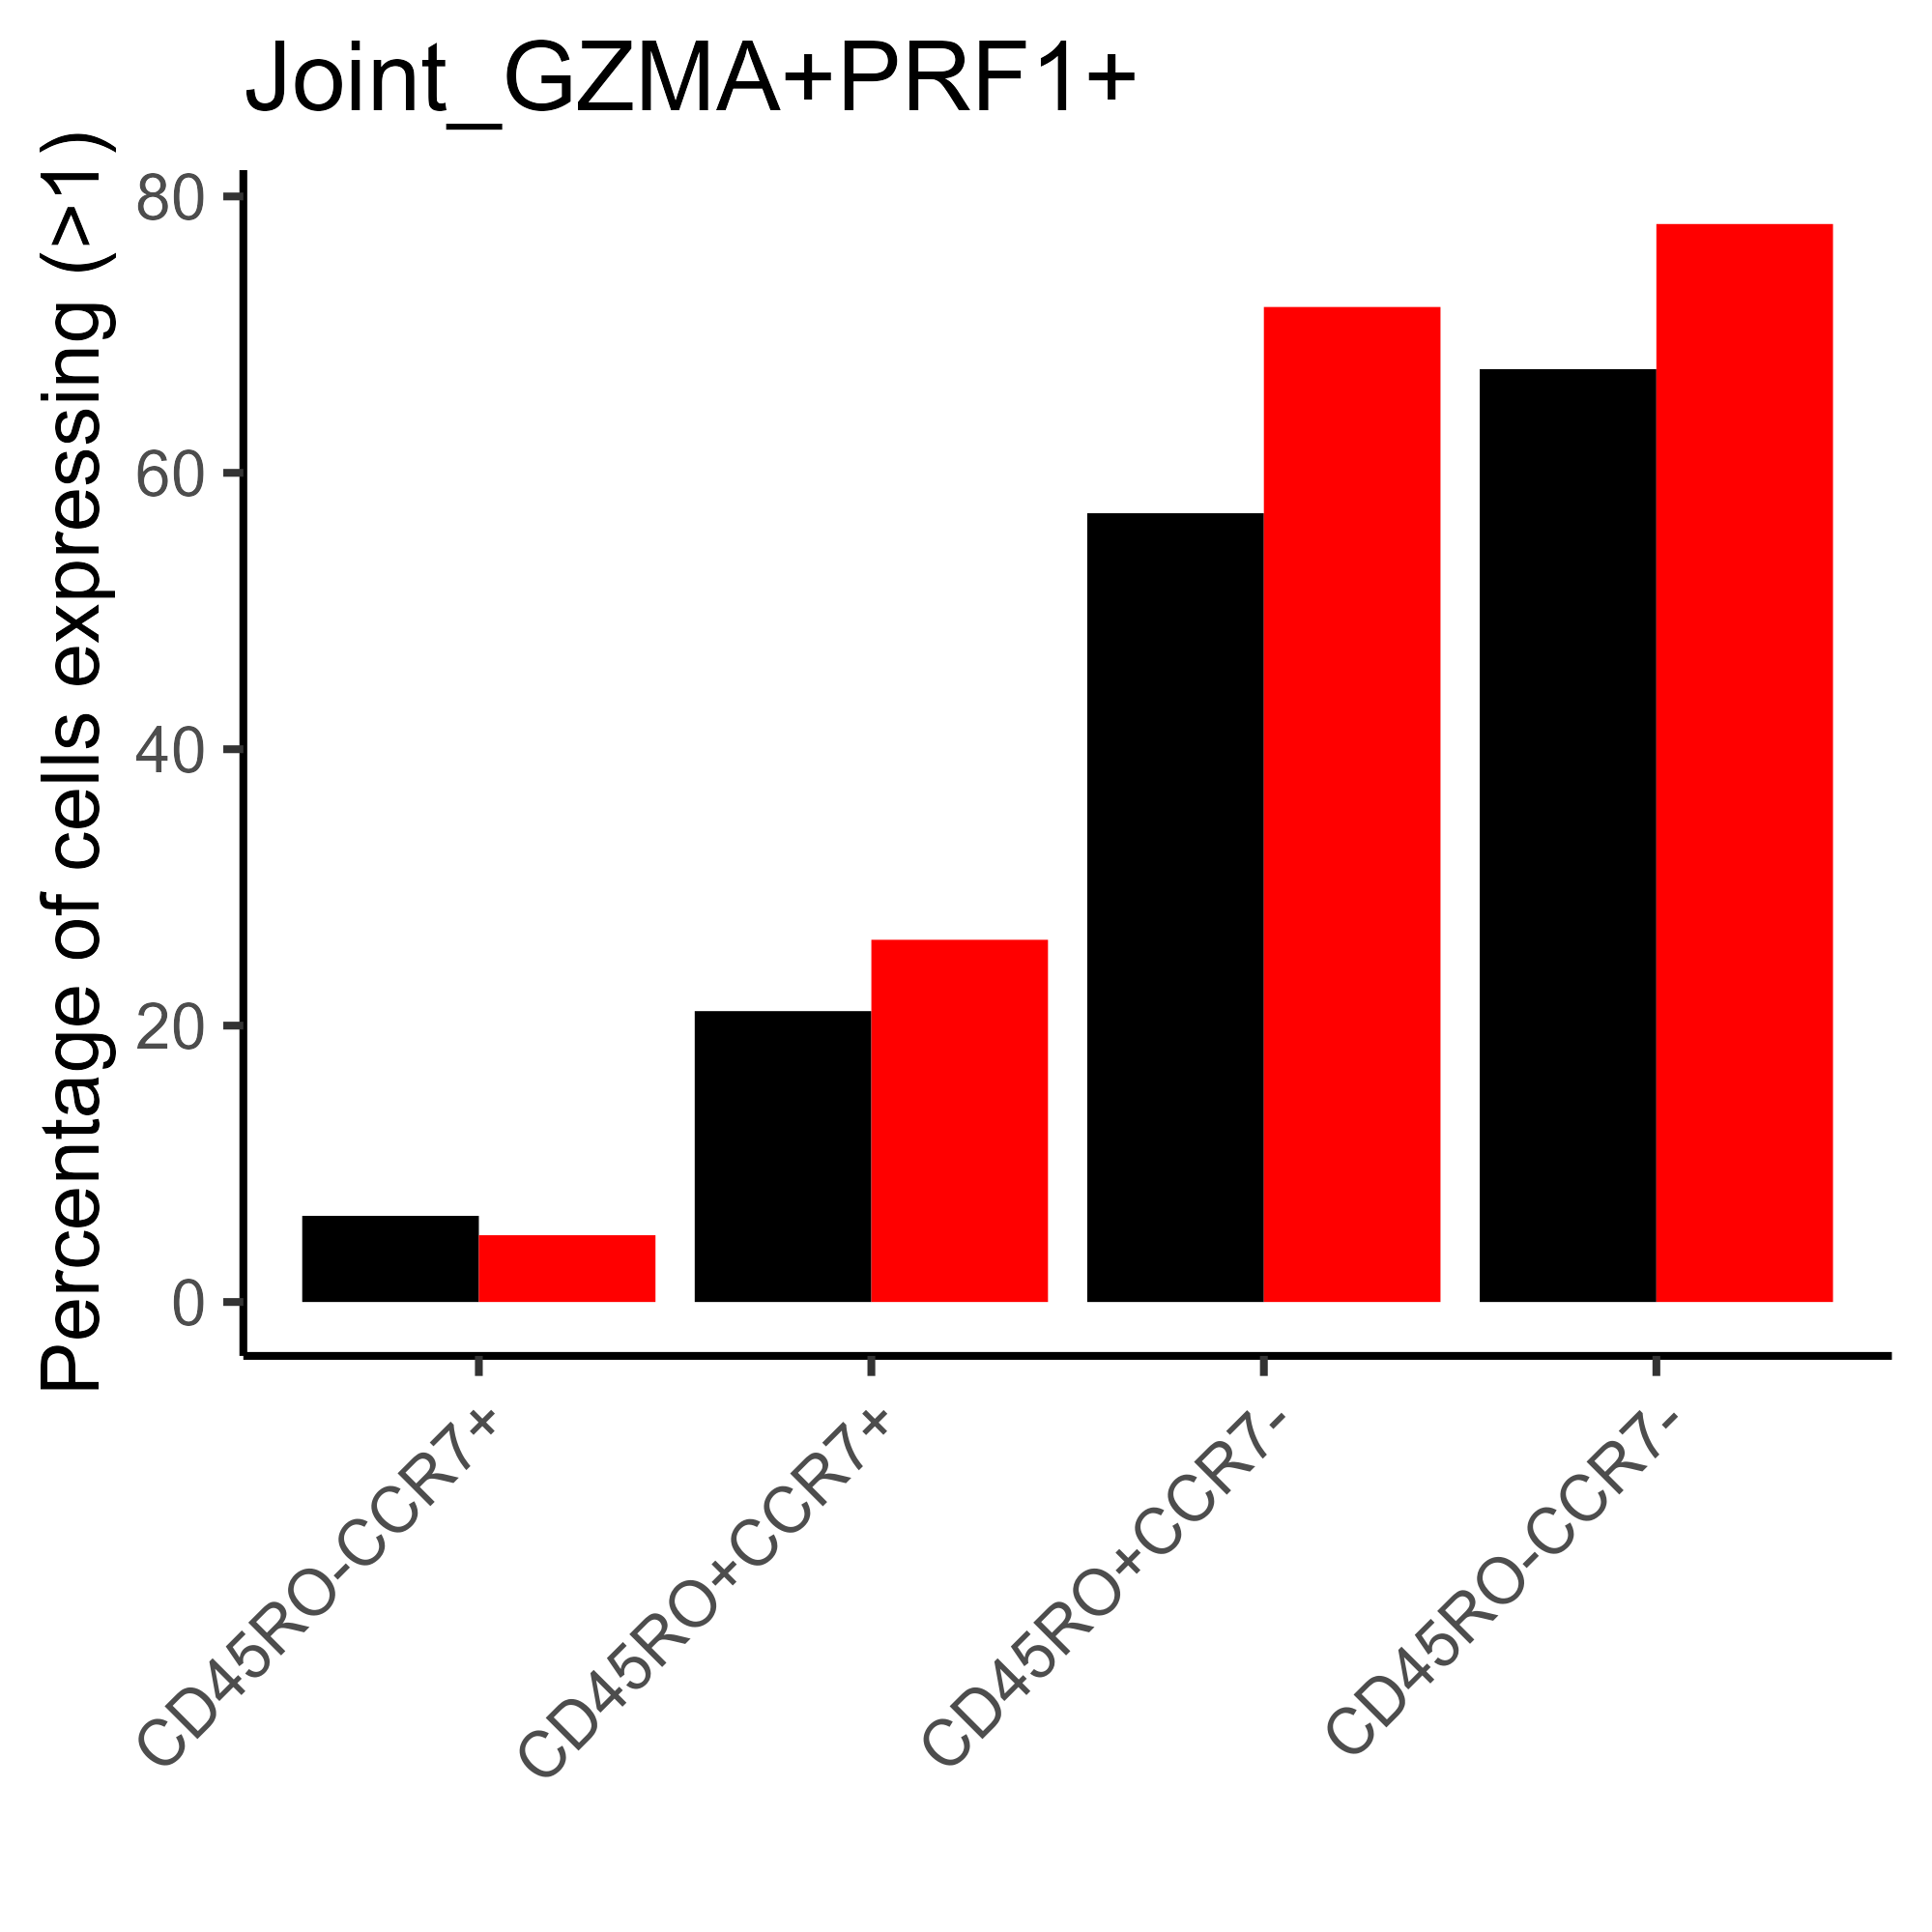 Joint_GZMA+PRF1+
Percentage of cells expressing (>1)
80
60
40
20
0
CD45RO-CCR7+
CD45RO+CCR7+
CD45RO+CCR7-
CD45RO-CCR7-